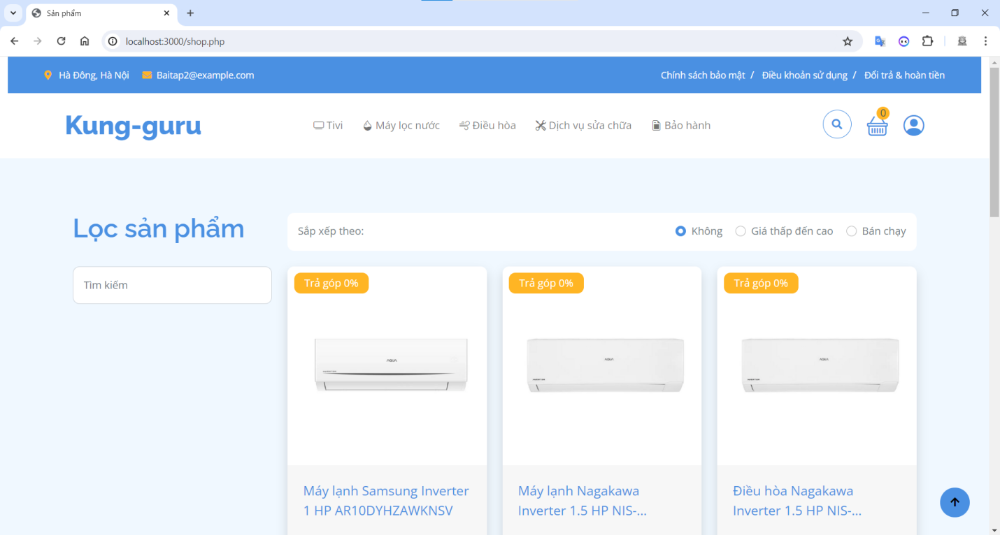 Sản phẩm
localhost:3000/shop.php
Hà Đông, Hà Nội Baitap2@example.com Chính sách bảo mật / Điều khoản sử dụng / Đổi trả & hoàn tiền
Kung-guru Tivi Máy lọc nước Điều hòa Dịch vụ sửa chữa Bảo hành 0
Lọc sản phẩm
Sắp xếp theo: Không Giá thấp đến cao Bán chạy
Tìm kiếm
Trả góp 0% Trả góp 0% Trả góp 0%
AQUA AQUA AQUA
Máy lạnh Samsung Inverter Máy lạnh Nagakawa Điều hòa Nagakawa
1 HP AR10DYHZAWKNSV Inverter 1.5 HP NIS-... Inverter 1.5 HP NIS-...